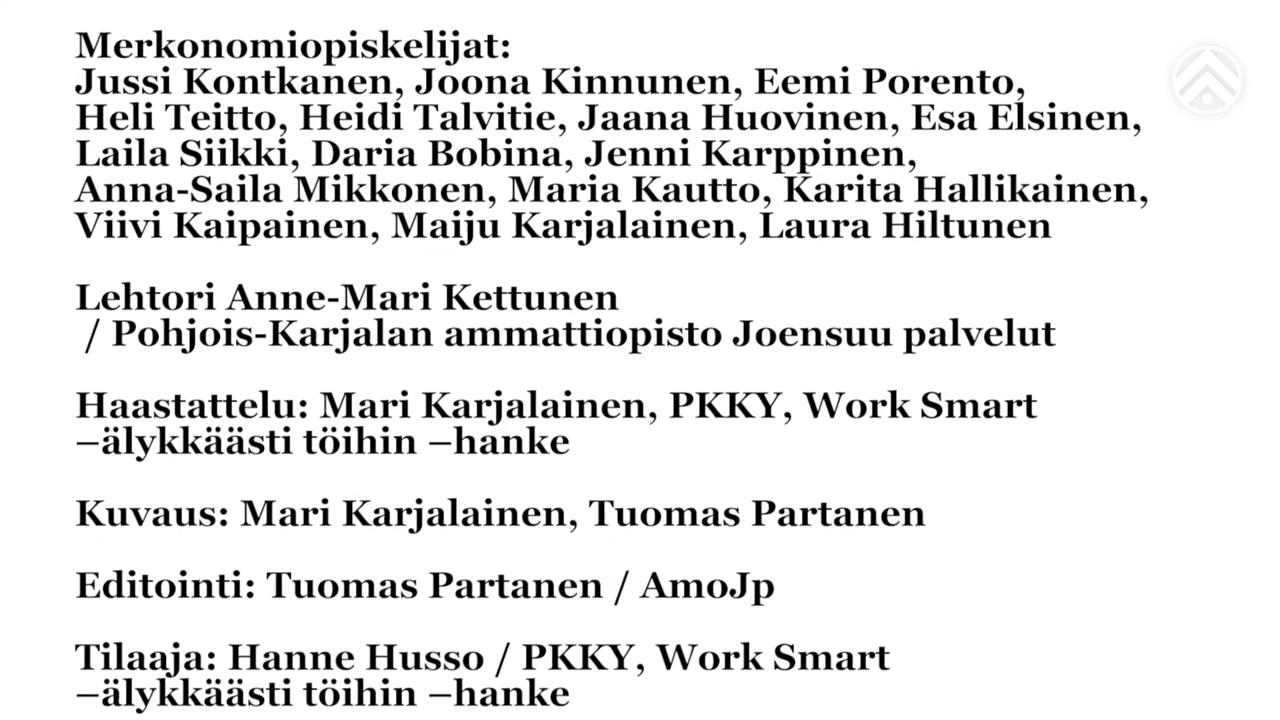 Merkonomiopiskelijat:
Jussi Kontkanen, Joona Kinnunen, Eemi Porento,
Heli Teitto, Heidi Talvitie, Jaana Huovinen, Esa Elsinen,
Laila Siikki, Daria Bobina, Jenni Karppinen,
Anna-Saila Mikkonen, Maria Kautto, Karita Hallikainen,
Viivi Kaipainen, Maiju Karjalainen, Laura Hiltunen
Lehtori Anne-Mari Kettunen
/ Pohjois-Karjalan ammattiopisto Joensuu palvelut
Haastattelu: Mari Karjalainen, PKKY, Work Smart
–älykkäästi töihin –hanke
Kuvaus: Mari Karjalainen, Tuomas Partanen
Editointi: Tuomas Partanen / AmoJp
Tilaaja: Hanne Husso / PKKY, Work Smart
–älykkäästi töihin –hanke